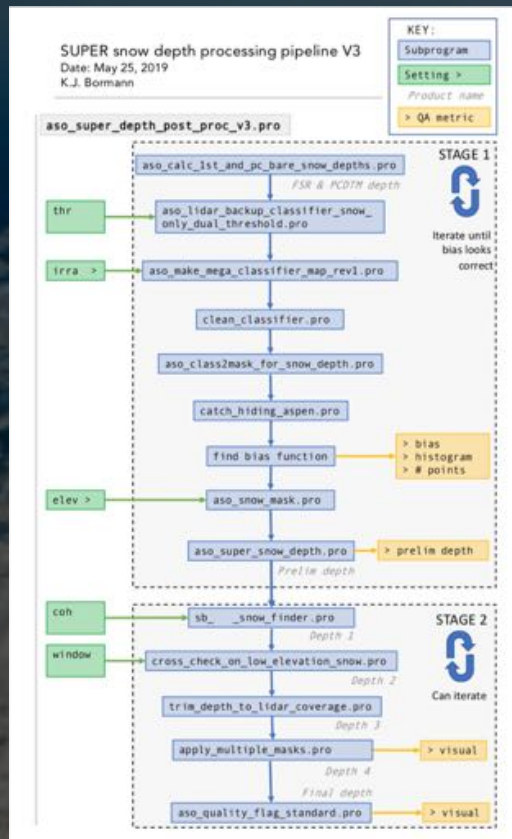 SUPER snow depth processing pipeline V3
Date: May 25, 2019
K.J. Bormann
KEY:
Subprogram
Setting >
Product name
> QA metric
aso_super_depth_post_proc_v3.pro
STAGE 1
Iterate until
bias looks
correct
aso_calc_1st_and_pc_bare_snow_depths.pro
FSR & PCDTM depth
thr
aso_lidar_backup_classifier_snow_
only_dual_threshold.pro
irra >
aso_make_mega_classifier_map_rev1.pro
clean_classifier.pro
aso_class2mask_for_snow_depth.pro
catch_hiding_aspen.pro
find bias function
> bias
> histogram
> # points
elev >
aso_snow_mask.pro
aso_super_snow_depth.pro
> prelim depth
Prelim depth
STAGE 2
Can iterate
coh
sb_ _snow_finder.pro
Depth 1
window
cross_check_on_low_elevation_snow.pro
Depth 2
trim_depth_to_lidar_coverage.pro
Depth 3
apply_multiple_masks.pro
> visual
Depth 4
Final depth
aso_quality_flag_standard.pro
> visual